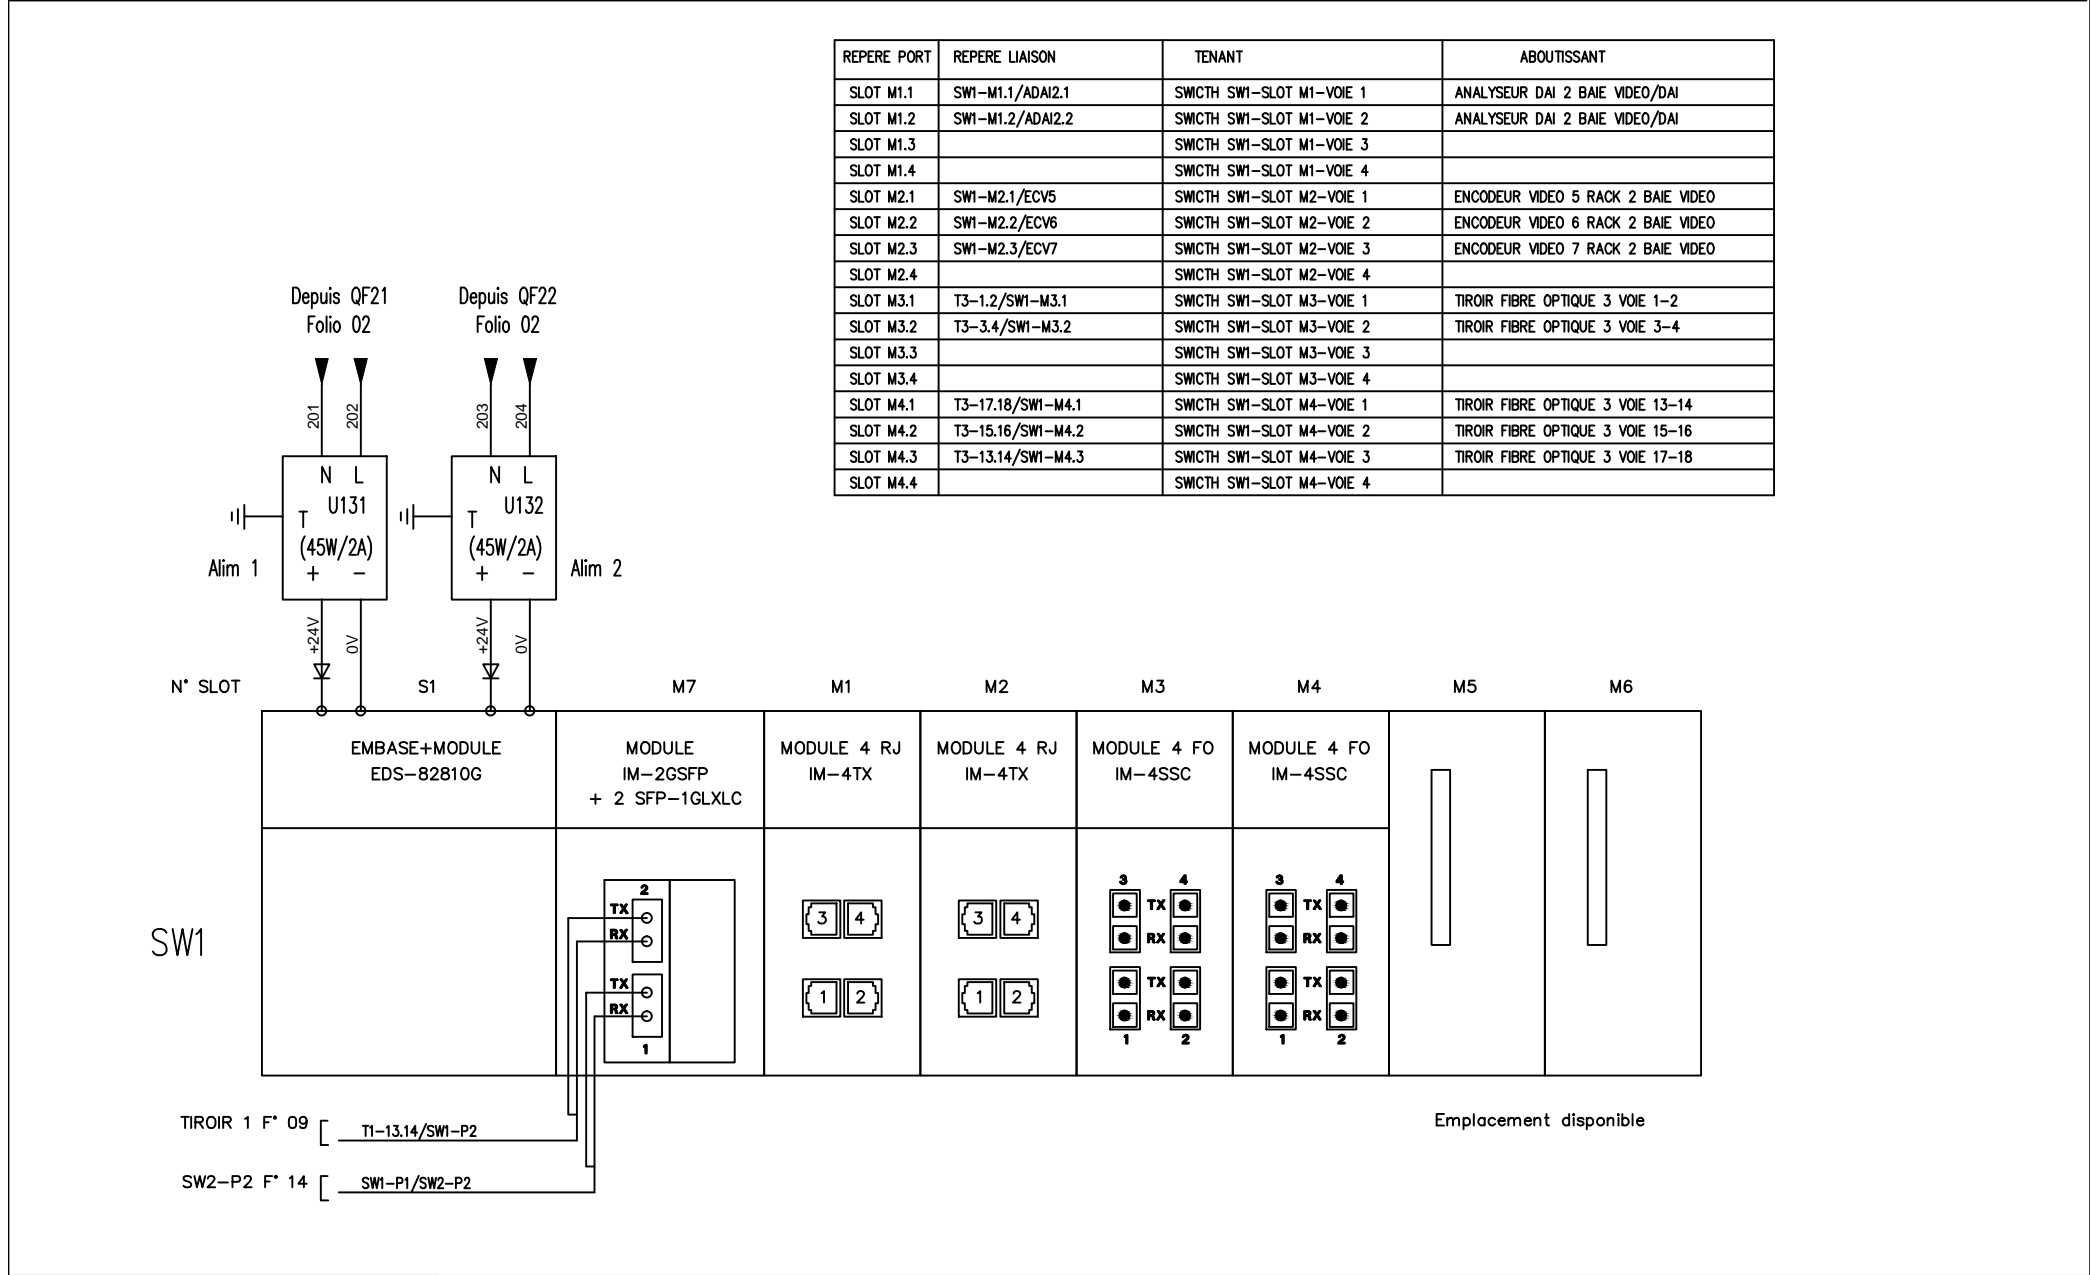 REPERE PORT REPERE LIAISON TENANT ABOUTISSANT
SLOT M1.1 SW1-M1.1/ADAI2.1 SWICTH SW1-SLOT M1-VOIE 1 ANALYSEUR DAI 2 BAIE VIDEO/DAI
SLOT M1.2 SW1-M1.2/ADAI2.2 SWICTH SW1-SLOT M1-VOIE 2 ANALYSEUR DAI 2 BAIE VIDEO/DAI
SLOT M1.3 SWICTH SW1-SLOT M1-VOIE 3
SLOT M1.4 SWICTH SW1-SLOT M1-VOIE 4
SLOT M2.1 SW1-M2.1/ECV5 SWICTH SW1-SLOT M2-VOIE 1 ENCODEUR VIDEO 5 RACK 2 BAIE VIDEO
SLOT M2.2 SW1-M2.2/ECV6 SWICTH SW1-SLOT M2-VOIE 2 ENCODEUR VIDEO 6 RACK 2 BAIE VIDEO
SLOT M2.3 SW1-M2.3/ECV7 SWICTH SW1-SLOT M2-VOIE 3 ENCODEUR VIDEO 7 RACK 2 BAIE VIDEO
SLOT M2.4 SWICTH SW1-SLOT M2-VOIE 4
SLOT M3.1 T3-1.2/SW1-M3.1 SWICTH SW1-SLOT M3-VOIE 1 TIROIR FIBRE OPTIQUE 3 VOIE 1-2
SLOT M3.2 T3-3.4/SW1-M3.2 SWICTH SW1-SLOT M3-VOIE 2 TIROIR FIBRE OPTIQUE 3 VOIE 3-4
SLOT M3.3 SWICTH SW1-SLOT M3-VOIE 3
SLOT M3.4 SWICTH SW1-SLOT M3-VOIE 4
SLOT M4.1 T3-17.18/SW1-M4.1 SWICTH SW1-SLOT M4-VOIE 1 TIROIR FIBRE OPTIQUE 3 VOIE 13-14
SLOT M4.2 T3-15.16/SW1-M4.2 SWICTH SW1-SLOT M4-VOIE 2 TIROIR FIBRE OPTIQUE 3 VOIE 15-16
SLOT M4.3 T3-13.14/SW1-M4.3 SWICTH SW1-SLOT M4-VOIE 3 TIROIR FIBRE OPTIQUE 3 VOIE 17-18
SLOT M4.4 SWICTH SW1-SLOT M4-VOIE 4
Depuis QF21 Depuis QF22
Folio 02 Folio 02
201 202 203 204
N L N L
U131 U132
T T
(45W/2A) (45W/2A)
Alim 1 + - + - Alim 2
+24V 0V +24V 0V
N° SLOT S1 M7 M1 M2 M3 M4 M5 M6
EMBASE+MODULE MODULE MODULE 4 RJ MODULE 4 RJ MODULE 4 FO MODULE 4 FO
EDS-82810G IM-2GSFP IM-4TX IM-4TX IM-4SSC IM-4SSC
+ 2 SFP-1GLXLC
2 3 4 3 4
TX 3 4 3 4 TX TX
RX RX RX
SW1
TX 1 2 1 2 TX TX
RX RX RX
1 1 2 1 2
TIROIR 1 F° 09 T1-13.14/SW1-P2
Emplacement disponible
SW2-P2 F° 14 SW1-P1/SW2-P2